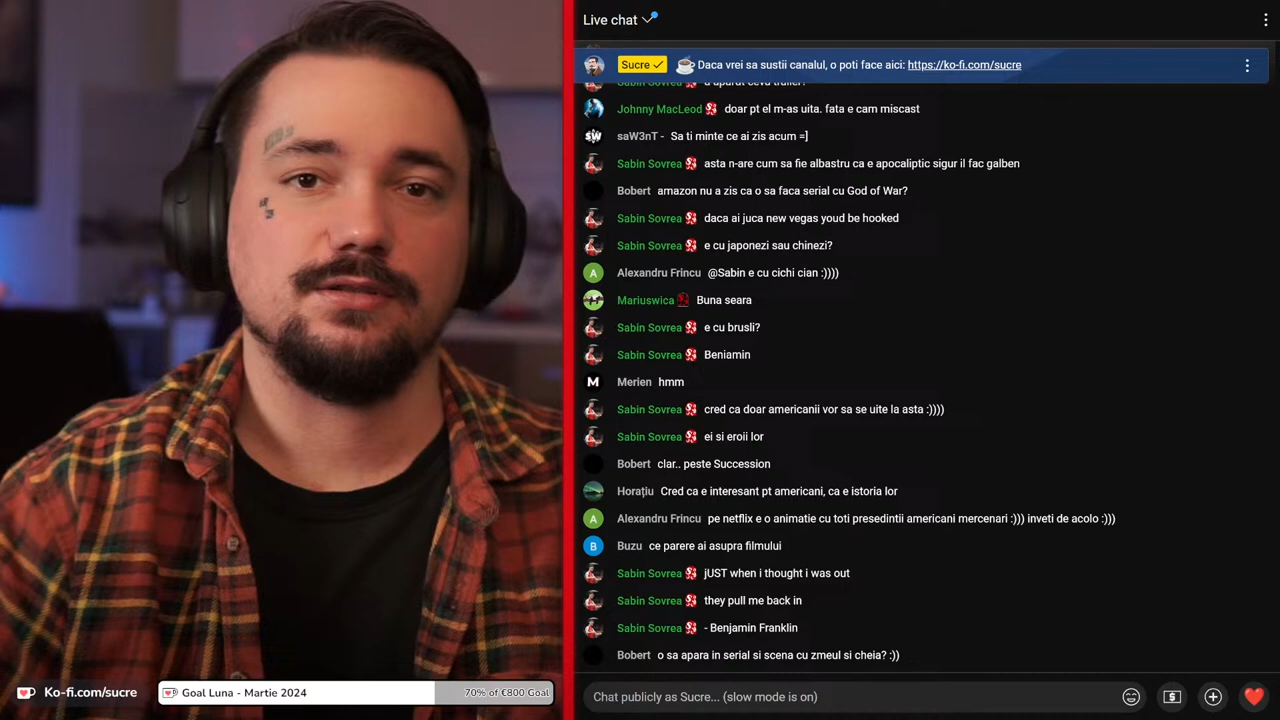 Live chat
Sucre Daca vrei sa sustii canalul, o poti face aici: https://ko-fi.com/sucre
Sabin Sovrea a aparut ceva trailer?
Johnny MacLeod doar pt el m-as uita. fata e cam miscast
saW3nT - Sa ti minte ce ai zis acum =]
Sabin Sovrea asta n-are cum sa fie albastru ca e apocaliptic sigur il fac galben
Bobert amazon nu a zis ca o sa faca serial cu God of War?
Sabin Sovrea daca ai juca new vegas youd be hooked
Sabin Sovrea e cu japonezi sau chinezi?
A Alexandru Frincu @Sabin e cu cichi cian :))))
Mariuswica Buna seara
Sabin Sovrea e cu brusli?
Sabin Sovrea Beniamin
M Merien hmm
Sabin Sovrea cred ca doar americanii vor sa se uite la asta :))))
Sabin Sovrea ei si eroii lor
Bobert clar.. peste Succession
Horațiu Cred ca e interesant pt americani, ca e istoria lor
A Alexandru Frincu pe netflix e o animatie cu toti presedintii americani mercenari :))) inveti de acolo :)))
B Buzu ce parere ai asupra filmului
Sabin Sovrea jUST when i thought i was out
Sabin Sovrea they pull me back in
Sabin Sovrea - Benjamin Franklin
Bobert o sa apara in serial si scena cu zmeul si cheia? :))
Chat publicly as Sucre... (slow mode is on)
Ko-fi.com/sucre
Goal Luna - Martie 2024
70% of €800 Goal